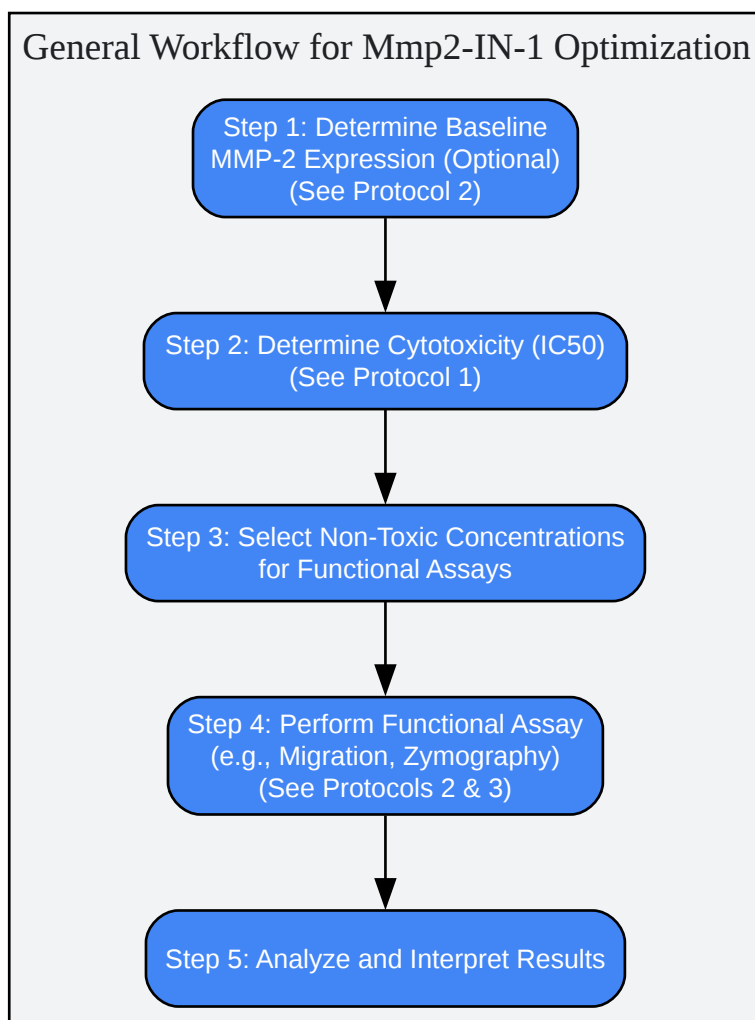 General Workflow for Mmp2-IN-1 Optimization
Step 1: Determine Baseline
MMP-2 Expression (Optional)
(See Protocol 2)
Step 2: Determine Cytotoxicity (IC50)
(See Protocol 1)
Step 3: Select Non-Toxic Concentrations
for Functional Assays
Step 4: Perform Functional Assay
(e.g., Migration, Zymography)
(See Protocols 2 & 3)
Step 5: Analyze and Interpret Results